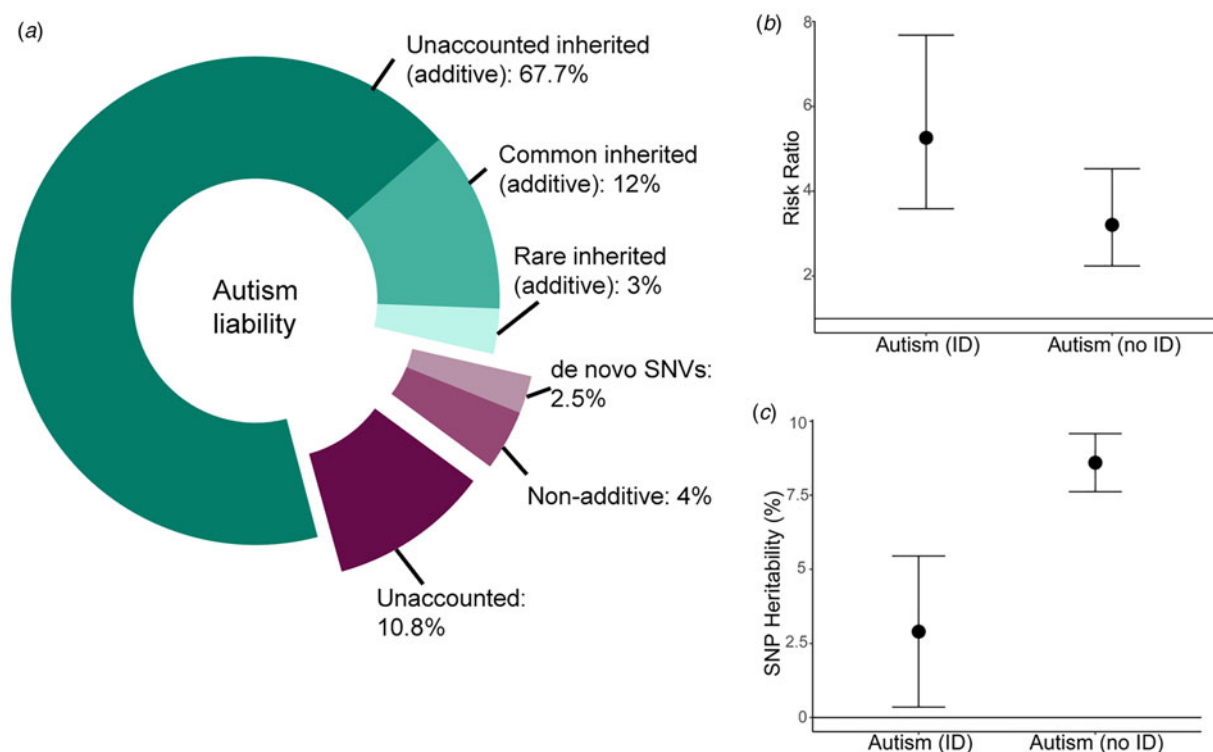 (a)
Unaccounted inherited
(additive): 67.7%
Common inherited
(additive): 12%
Rare inherited
(additive): 3%
Autism
liability
de novo SNVs:
2.5%
Non-additive: 4%
Unaccounted:
10.8%
(b)
8
6
4
2
Risk Ratio
Autism (ID)
Autism (no ID)
(c)
10
7.5
5
2.5
0
SNP Heritability (%)
Autism (ID)
Autism (no ID)